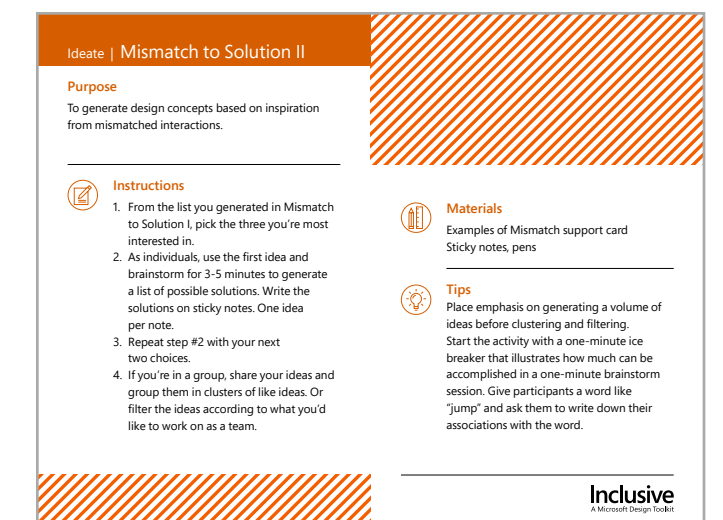 Ideate | Mismatch to Solution II
Purpose
To generate design concepts based on inspiration
from mismatched interactions.
Instructions
1. From the list you generated in Mismatch
to Solution I, pick the three you're most
interested in.
2. As individuals, use the first idea and
brainstorm for 3-5 minutes to generate
a list of possible solutions. Write the
solutions on sticky notes. One idea
per note.
3. Repeat step #2 with your next
two choices.
4. If you're in a group, share your ideas and
group them in clusters of like ideas. Or
filter the ideas according to what you'd
like to work on as a team.
Materials
Examples of Mismatch support card
Sticky notes, pens
Tips
Place emphasis on generating a volume of
ideas before clustering and filtering.
Start the activity with a one-minute ice
breaker that illustrates how much can be
accomplished in a one-minute brainstorm
session. Give participants a word like
"jump" and ask them to write down their
associations with the word.
Inclusive
A Microsoft Design Toolkit